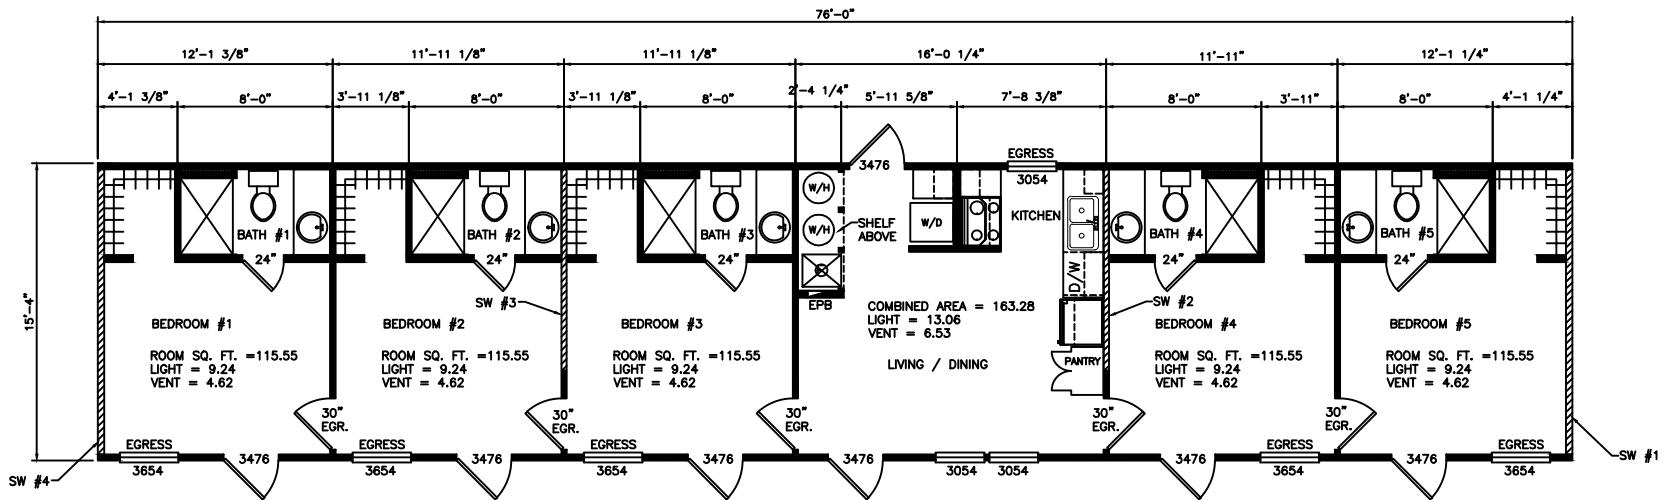 76'-0"
12'-1 3/8"
11'-11 1/8"
11'-11 1/8"
16'-0 1/4"
11'-11"
12'-1 1/4"
4'-1 3/8"
8'-0"
3'-11 1/8"
8'-0"
3'-11 1/8"
8'-0"
2'-4 1/4"
5'-11 5/8"
7'-8 3/8"
8'-0"
3'-11"
8'-0"
4'-1 1/4"
15'-4"
3476
EGRESS
3054
W/H
W/H
SHELF
ABOVE
W/D
KITCHEN
D/W
EPB
PANTRY
BATH #1
BATH #2
BATH #3
BATH #4
BATH #5
24"
24"
24"
24"
24"
SW #3
SW #2
BEDROOM #1
ROOM SQ. FT. =115.55
LIGHT = 9.24
VENT = 4.62
BEDROOM #2
ROOM SQ. FT. =115.55
LIGHT = 9.24
VENT = 4.62
BEDROOM #3
ROOM SQ. FT. =115.55
LIGHT = 9.24
VENT = 4.62
COMBINED AREA = 163.28
LIGHT = 13.06
VENT = 6.53
LIVING / DINING
BEDROOM #4
ROOM SQ. FT. =115.55
LIGHT = 9.24
VENT = 4.62
BEDROOM #5
ROOM SQ. FT. =115.55
LIGHT = 9.24
VENT = 4.62
30"
EGR.
30"
EGR.
30"
EGR.
30"
EGR.
30"
EGR.
SW #4
EGRESS
3654
3476
EGRESS
3654
3476
EGRESS
3654
3476
3476
3054
3054
3476
EGRESS
3654
3476
EGRESS
3654
SW #1